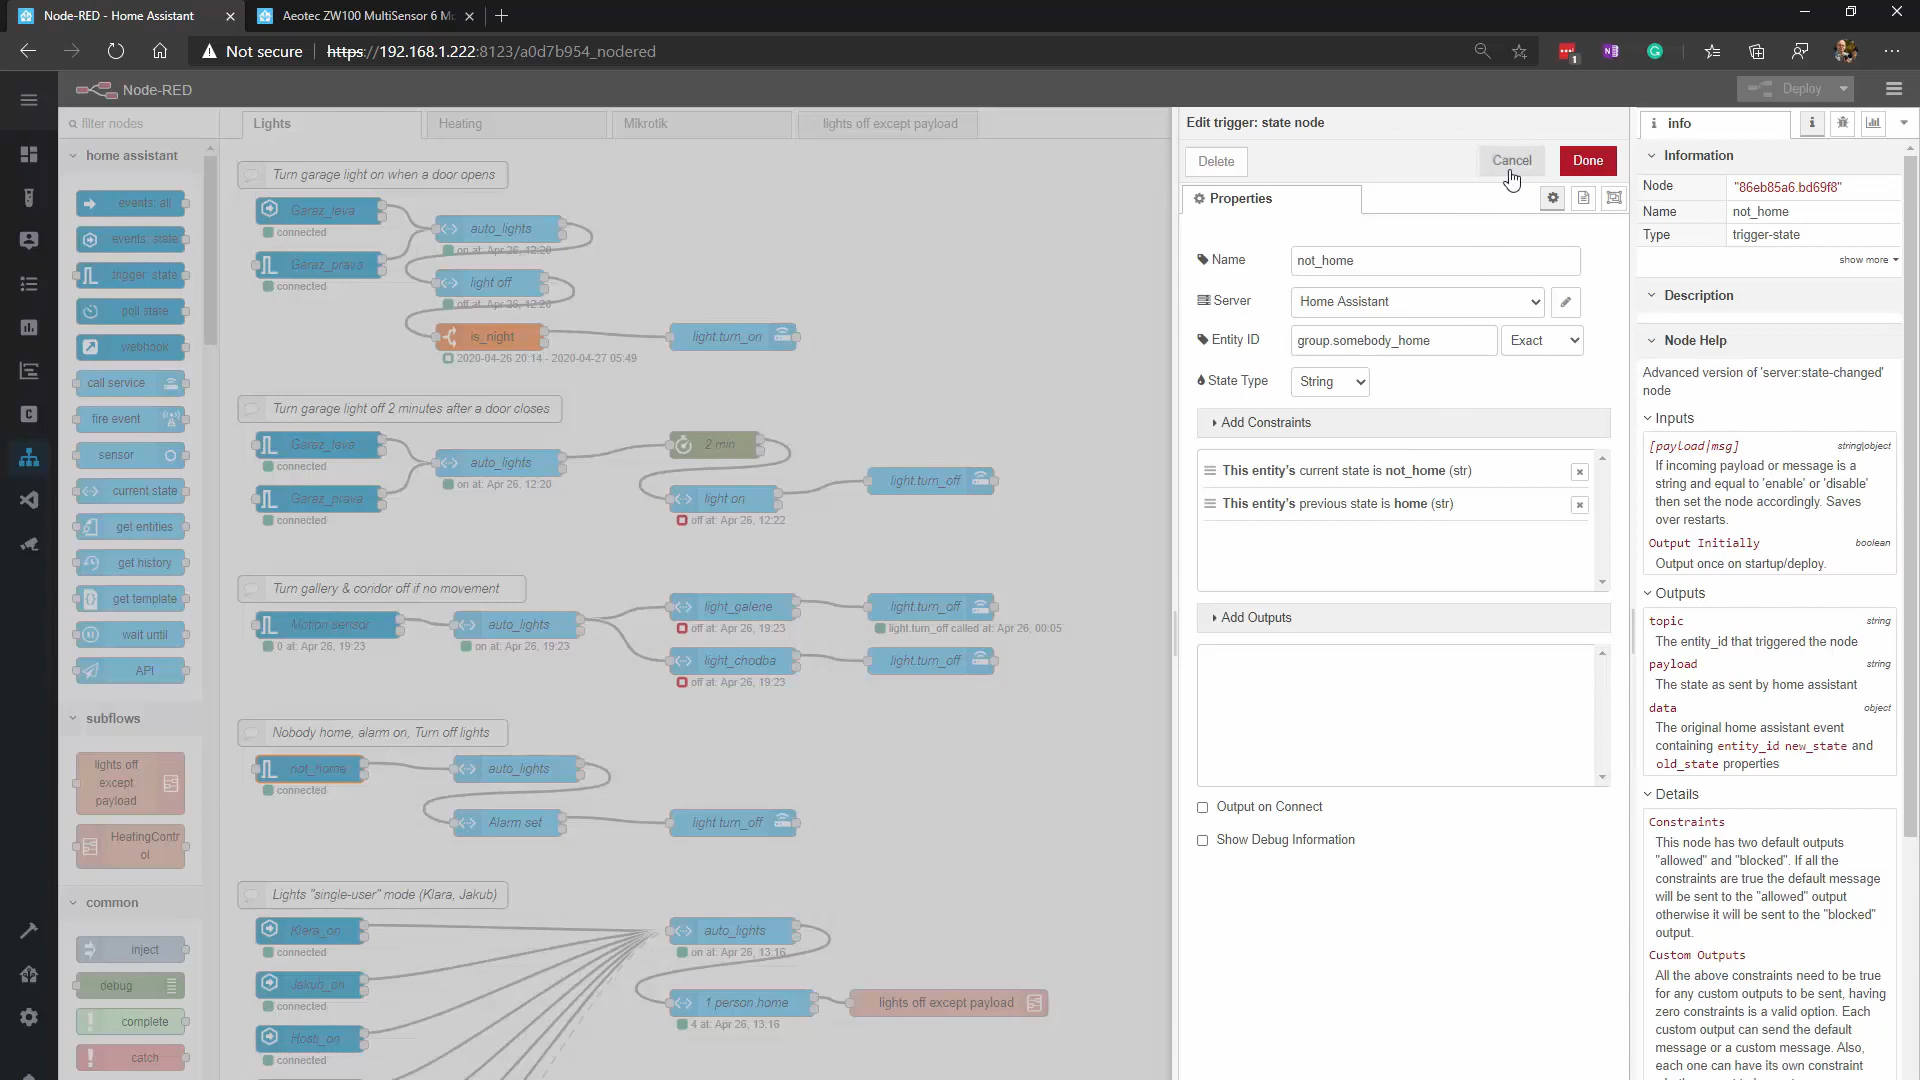 Node-RED - Home Assistant
Aeotec ZW100 MultiSensor 6 Mo
Not secure
https://192.168.1.222:8123/a0d7b954_nodered
1
Node-RED
Deploy
filter nodes
home assistant
events: all
events: state
trigger: state
poll state
webhook
call service
fire event
sensor
current state
get entities
get history
get template
wait until
API
subflows
lights off
except
payload
HeatingContr
ol
common
inject
debug
complete
catch
Lights
Heating
Mikrotik
lights off except payload
Turn garage light on when a door opens
Garaz_leva
connected
Garaz_prava
connected
auto_lights
on at: Apr 26, 12:20
light off
off at: Apr 26, 12:20
is_night
2020-04-26 20:14 - 2020-04-27 05:49
light.turn_on
Turn garage light off 2 minutes after a door closes
Garaz_leva
connected
Garaz_prava
connected
auto_lights
on at: Apr 26, 12:20
2 min
light on
off at: Apr 26, 12:22
light.turn_off
Turn gallery & coridor off if no movement
Motion sensor
0 at: Apr 26, 19:23
auto_lights
on at: Apr 26, 19:23
light_galerie
off at: Apr 26, 19:23
light.turn_off
light.turn_off called at: Apr 26, 00:05
light_chodba
off at: Apr 26, 19:23
light.turn_off
Nobody home, alarm on, Turn off lights
not_home
connected
auto_lights
Alarm set
light.turn_off
Lights "single-user" mode (Klara, Jakub)
Klara_on
connected
Jakub_on
connected
Hosti_on
connected
auto_lights
on at: Apr 26, 13:16
1 person home
4 at: Apr 26, 13:16
lights off except payload
Edit trigger: state node
Delete
Cancel
Done
Properties
Name
not_home
Server
Home Assistant
Entity ID
group.somebody_home
Exact
State Type
String
Add Constraints
This entity's current state is not_home (str)
This entity's previous state is home (str)
Add Outputs
Output on Connect
Show Debug Information
info
Information
Node "86eb85a6.bd69f8"
Name not_home
Type trigger-state
show more
Description
Node Help
Advanced version of 'server:state-changed'
node
Inputs
[payload|msg] string|object
If incoming payload or message is a
string and equal to 'enable' or 'disable'
then set the node accordingly. Saves
over restarts.
Output Initially boolean
Output once on startup/deploy.
Outputs
topic string
The entity_id that triggered the node
payload string
The state as sent by home assistant
data object
The original home assistant event
containing entity_id new_state and
old_state properties
Details
Constraints
This node has two default outputs
"allowed" and "blocked". If all the
constraints are true the default message
will be sent to the "allowed" output
otherwise it will be sent to the "blocked"
output.
Custom Outputs
All the above constraints need to be true
for any custom outputs to be sent, having
zero constraints is a valid option. Each
custom output can send the default
message or a custom message. Also,
each one can have its own constraint